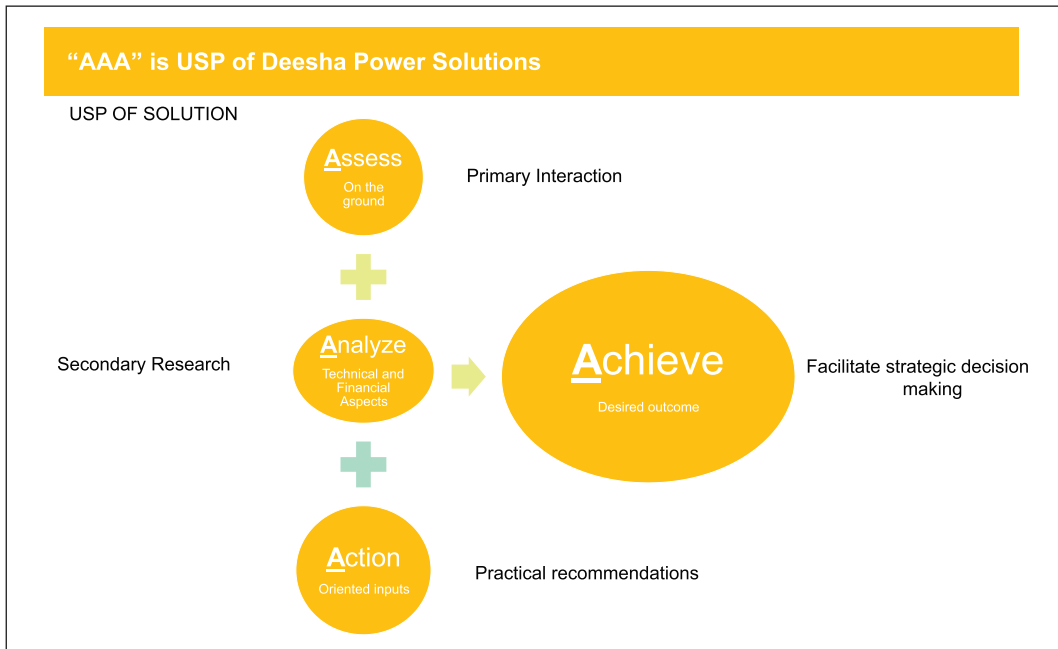 “AAA” is USP of Deesha Power Solutions
USP OF SOLUTION
Assess
On the
ground
Primary Interaction
Secondary Research
Analyze
Technical and
Financial
Aspects
Achieve
Desired outcome
Facilitate strategic decision
making
Action
Oriented inputs
Practical recommendations